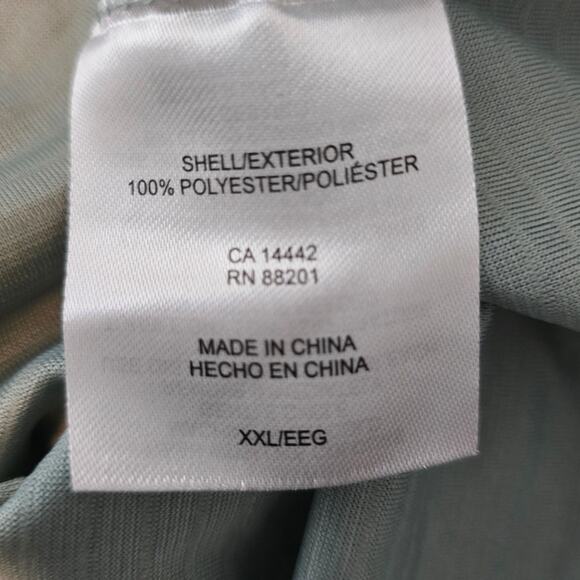 SHELL/EXTERIOR
100% POLYESTER/POLIÉSTER
CA 14442
RN 88201
MADE IN CHINA
HECHO EN CHINA
XXL/EEG